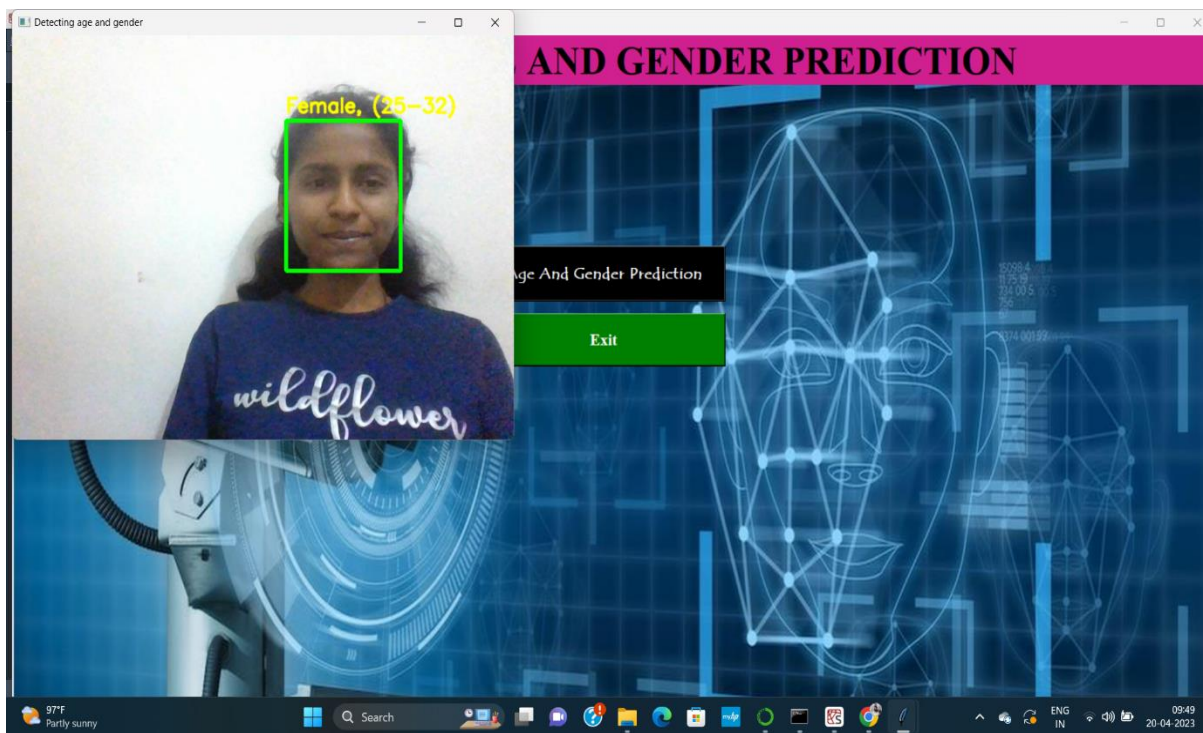 Detecting age and gender
AND GENDER PREDICTION
Female, (25-32)
Age And Gender Prediction
Exit
wildflower
97°F
Partly sunny
Search
ENG
IN
09:49
20-04-2023